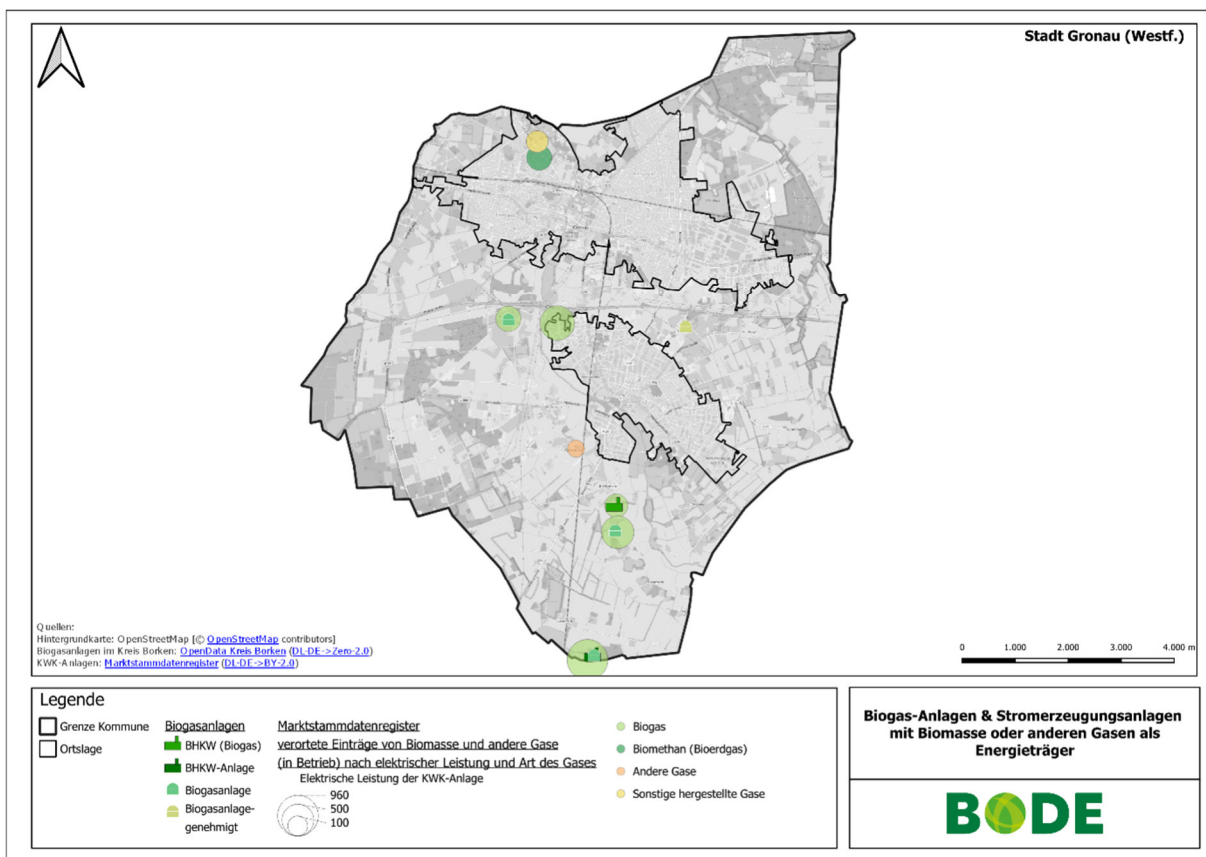 Stadt Gronau (Westf.)
Quellen:
Hintergrundkarte: OpenStreetMap [© OpenStreetMap contributors]
Biogasanlagen im Kreis Borken: OpenData Kreis Borken (DL-DE->Zero-2.0)
KWK-Anlagen: Marktstammdatenregister (DL-DE->BY-2.0)
0 1.000 2.000 3.000 4.000 m
Legende
Grenze Kommune
Ortslage
Biogasanlagen
BHKW (Biogas)
BHKW-Anlage
Biogasanlage
Biogasanlage-
genehmigt
Marktstammdatenregister
verortete Einträge von Biomasse und andere Gase
(in Betrieb) nach elektrischer Leistung und Art des Gases
Elektrische Leistung der KWK-Anlage
960
500
100
Biogas
Biomethan (Bioerdgas)
Andere Gase
Sonstige hergestellte Gase
Biogas-Anlagen & Stromerzeugungsanlagen
mit Biomasse oder anderen Gasen als
Energieträger
BODE